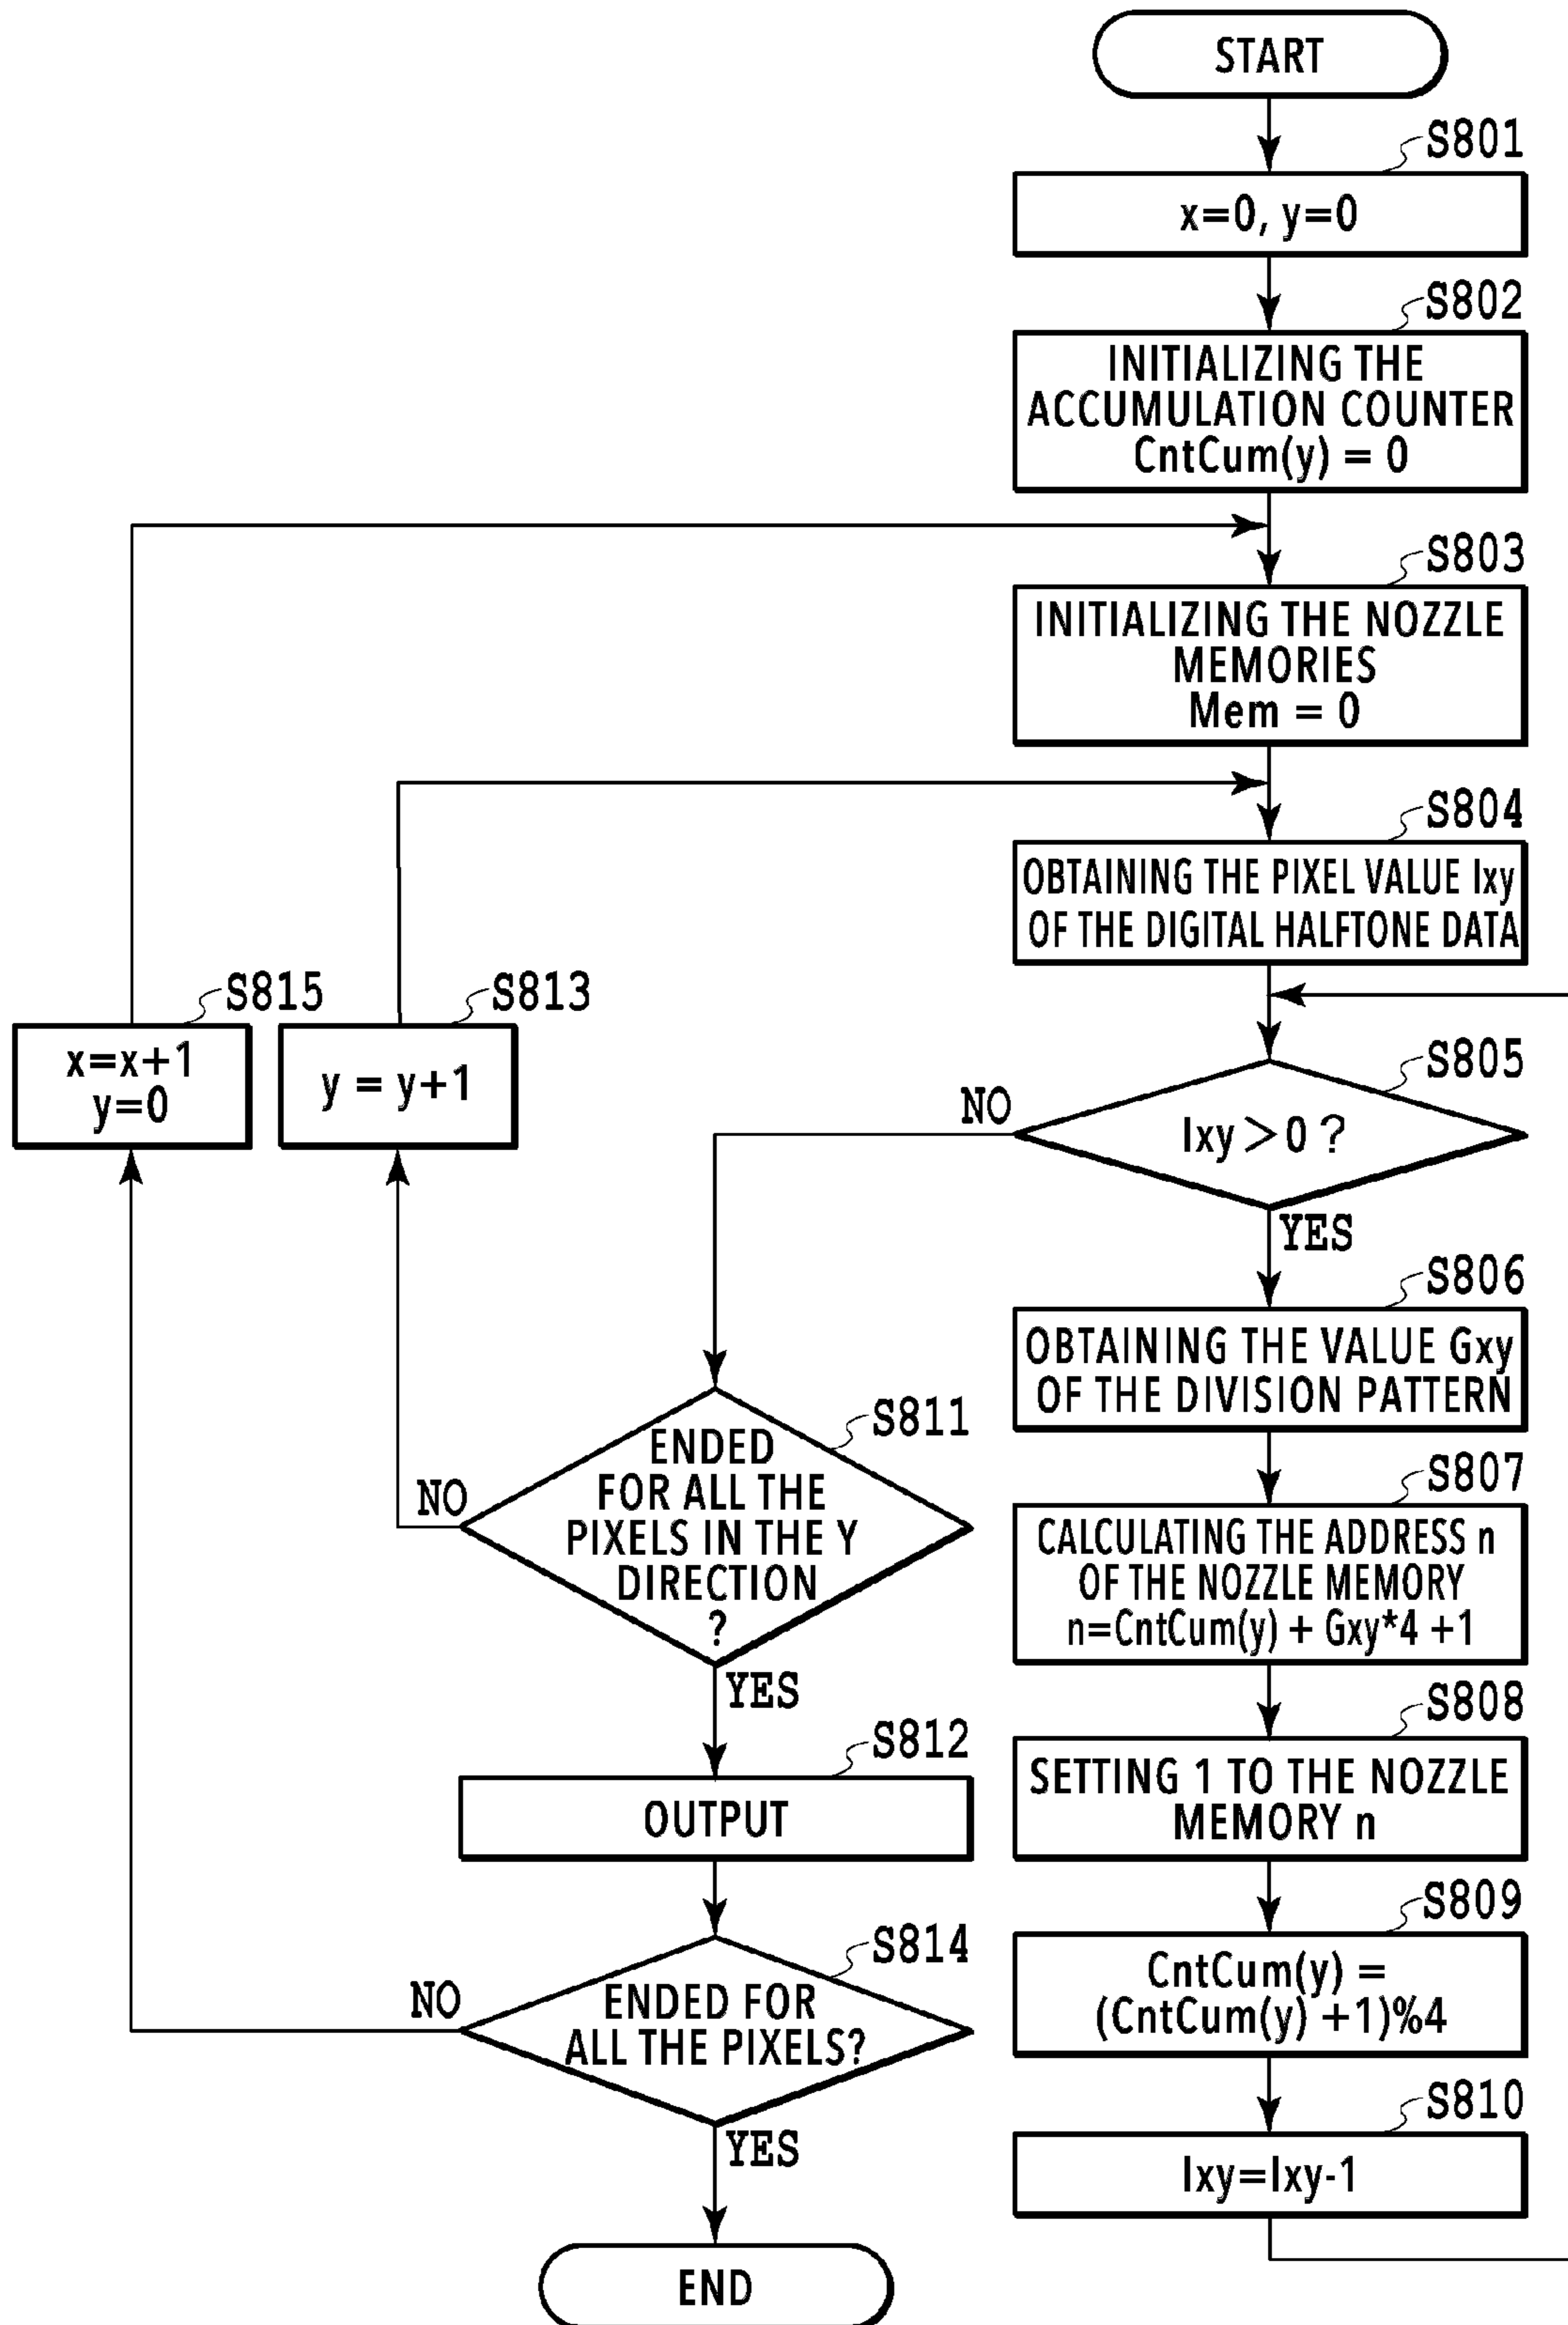 START
S801
x=0, y=0
S802
INITIALIZING THE
ACCUMULATION COUNTER
CntCum(y) = 0
S803
INITIALIZING THE NOZZLE
MEMORIES
Mem = 0
S804
OBTAINING THE PIXEL VALUE Ixy
OF THE DIGITAL HALFTONE DATA
S815
x=x+1
y=0
S813
y = y+1
S805
Ixy>0 ?
NO
YES
S806
OBTAINING THE VALUE Gxy
OF THE DIVISION PATTERN
S807
CALCULATING THE ADDRESS n
OF THE NOZZLE MEMORY
n=CntCum(y) + Gxy*4 +1
S808
SETTING 1 TO THE NOZZLE
MEMORY n
S809
CntCum(y) =
(CntCum(y) +1)%4
S810
Ixy=Ixy-1
S811
ENDED
FOR ALL THE
PIXELS IN THE Y
DIRECTION
?
NO
YES
S812
OUTPUT
S814
ENDED FOR
ALL THE PIXELS?
NO
YES
END